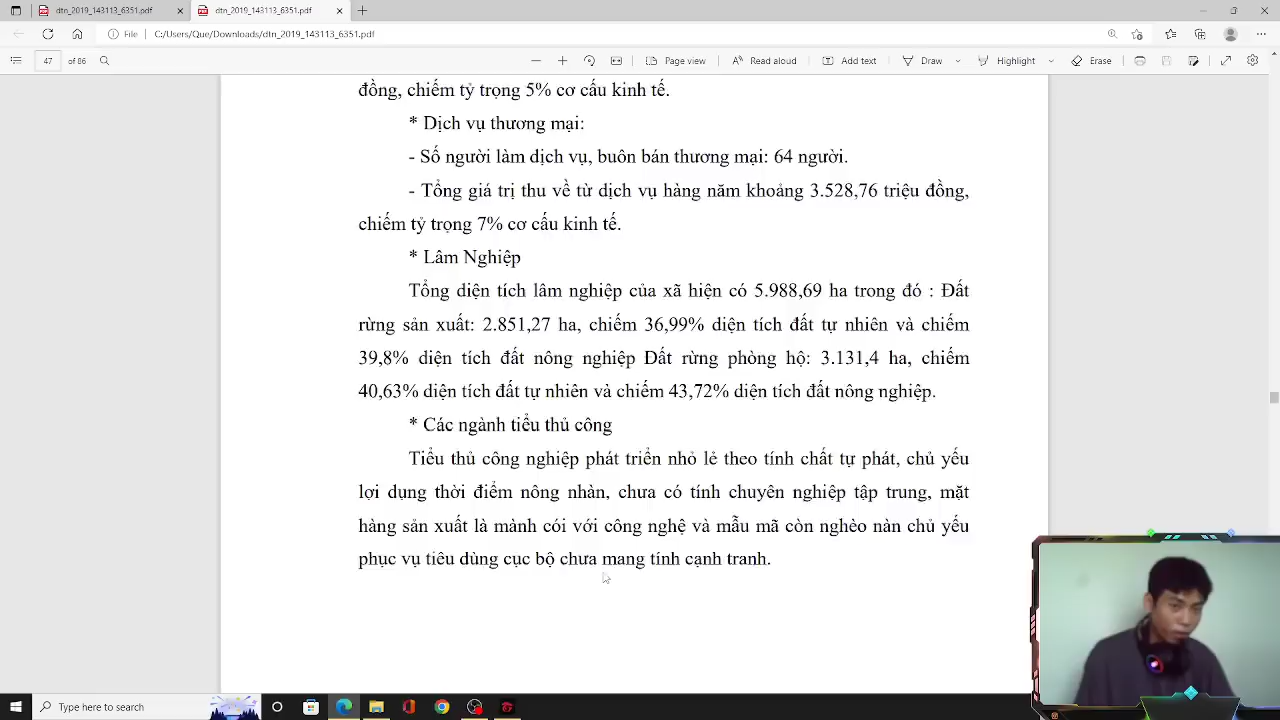 dtn_2019_143113_6351.pdf
dtn_2019_143113_6351.pdf
File
C:/Users/Que/Downloads/dtn_2019_143113_6351.pdf
47 of 86
Page view
Read aloud
Add text
Draw
Highlight
Erase
đồng, chiếm tỷ trọng 5% cơ cấu kinh tế.
* Dịch vụ thương mại:
- Số người làm dịch vụ, buôn bán thương mại: 64 người.
- Tổng giá trị thu về từ dịch vụ hàng năm khoảng 3.528,76 triệu đồng,
chiếm tỷ trọng 7% cơ cấu kinh tế.
* Lâm Nghiệp
Tổng diện tích lâm nghiệp của xã hiện có 5.988,69 ha trong đó : Đất
rừng sản xuất: 2.851,27 ha, chiếm 36,99% diện tích đất tự nhiên và chiếm
39,8% diện tích đất nông nghiệp Đất rừng phòng hộ: 3.131,4 ha, chiếm
40,63% diện tích đất tự nhiên và chiếm 43,72% diện tích đất nông nghiệp.
* Các ngành tiểu thủ công
Tiểu thủ công nghiệp phát triển nhỏ lẻ theo tính chất tự phát, chủ yếu
lợi dụng thời điểm nông nhàn, chưa có tính chuyên nghiệp tập trung, mặt
hàng sản xuất là mành cói với công nghệ và mẫu mã còn nghèo nàn chủ yếu
phục vụ tiêu dùng cục bộ chưa mang tính cạnh tranh.
Type here to search